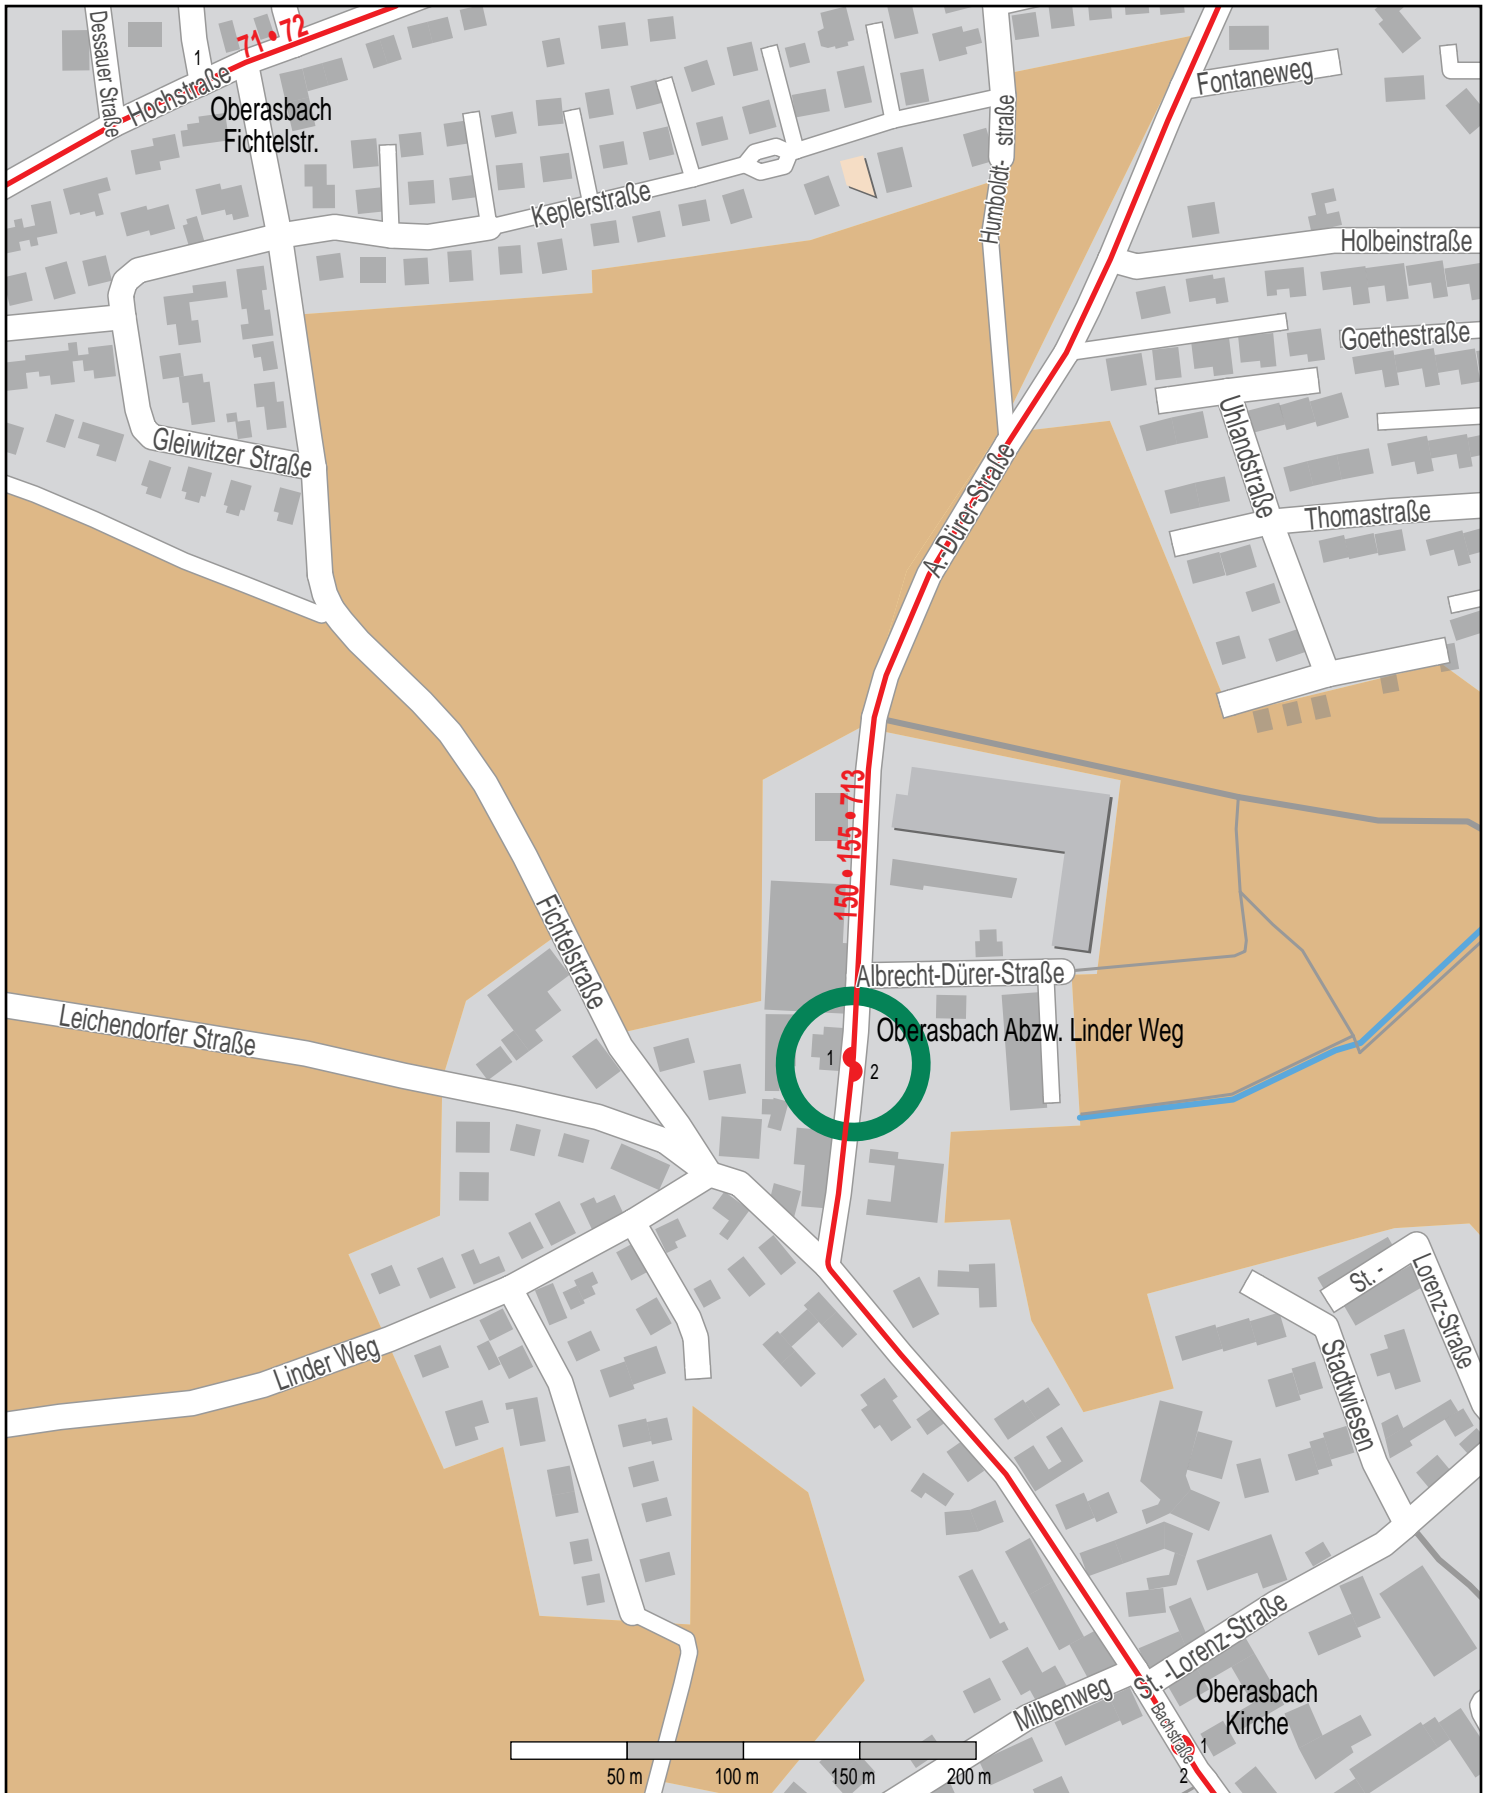 Dessauer Straße
1
71 • 72
Hochstraße
Oberasbach
Fichtelstr.
Fontaneweg
Humboldt- straße
Keplerstraße
Holbeinstraße
Goethestraße
Uhlandstraße
Gleiwitzer Straße
A.-Dürer-Straße
Thomastraße
150 • 155 • 713
Fichtelstraße
Albrecht-Dürer-Straße
Leichendorfer Straße
Oberasbach Abzw. Linder Weg
1
2
St. -
Lorenz-Straße
Linder Weg
Stadtwiesen
St. -Lorenz-Straße
Milbenweg
Oberasbach
Kirche
Bachstraße
1
2
50 m
100 m
150 m
200 m